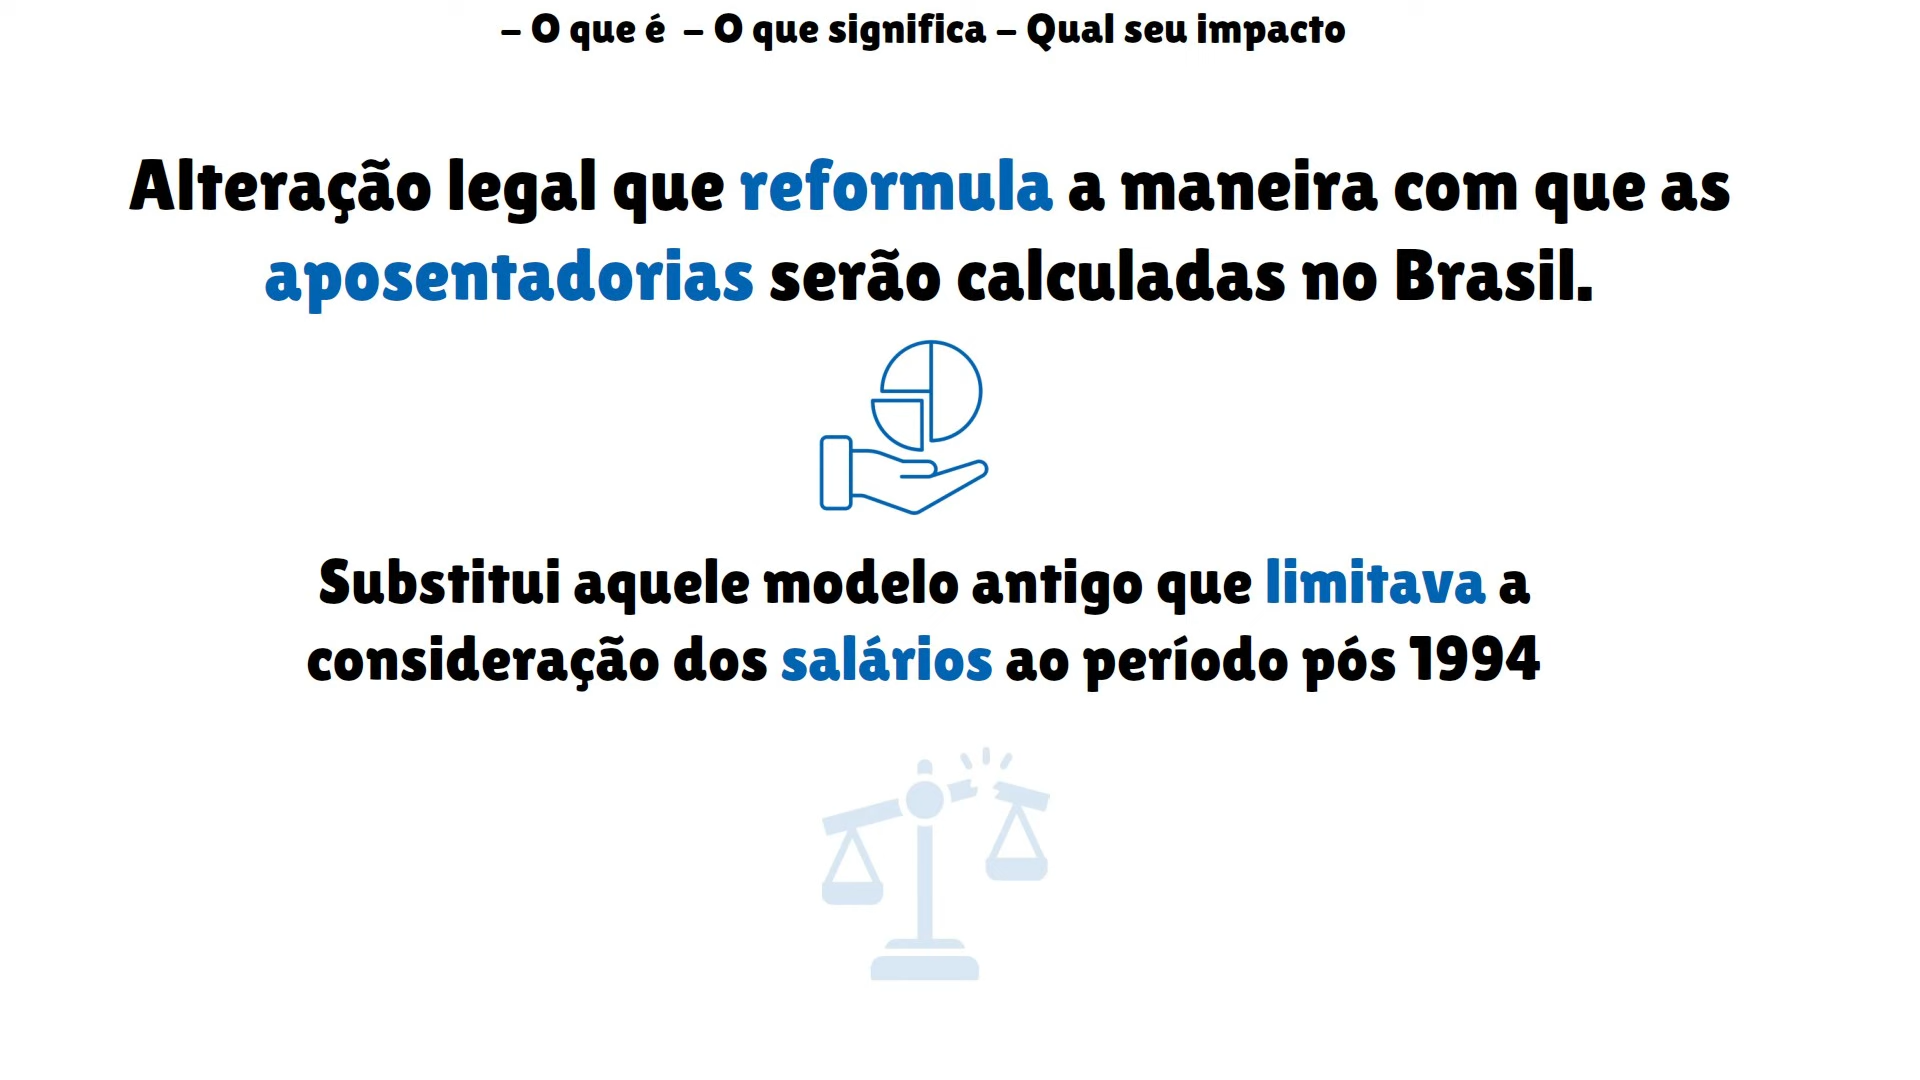 – O que é – O que significa – Qual seu impacto
Alteração legal que reformula a maneira com que as
aposentadorias serão calculadas no Brasil.
Substitui aquele modelo antigo que limitava a
consideração dos salários ao período pós 1994